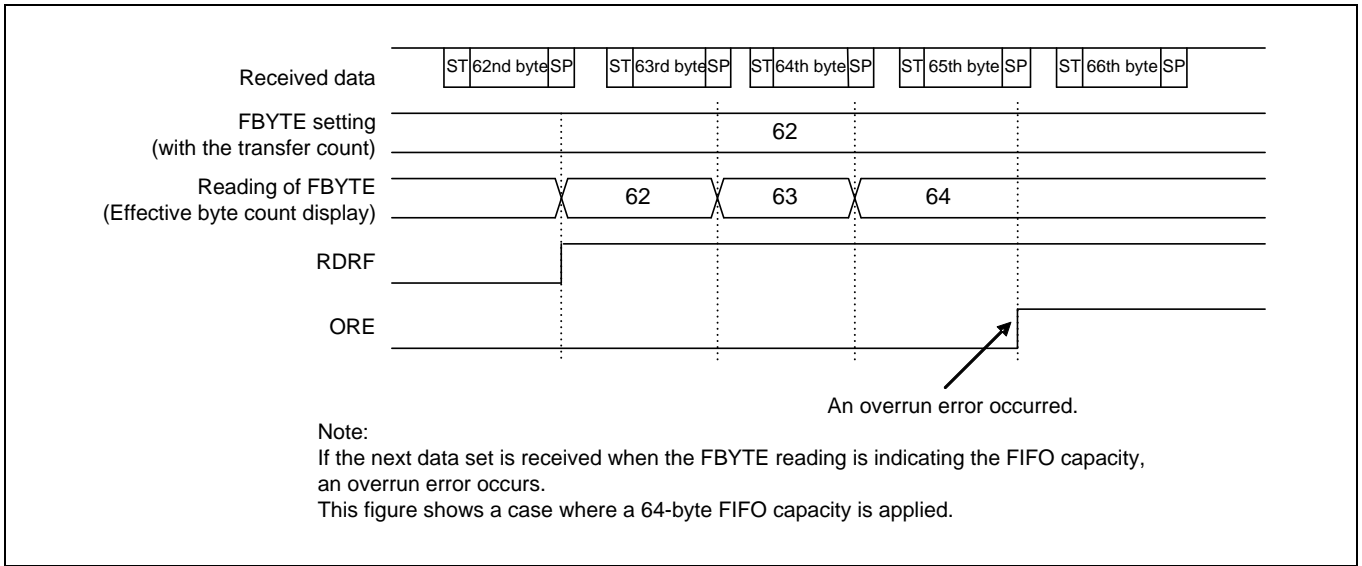 Received data
ST 62nd byte SP ST 63rd byte SP ST 64th byte SP ST 65th byte SP ST 66th byte SP
FBYTE setting
(with the transfer count)
62
Reading of FBYTE
(Effective byte count display)
62 63 64
RDRF
ORE
An overrun error occurred.
Note:
If the next data set is received when the FBYTE reading is indicating the FIFO capacity,
an overrun error occurs.
This figure shows a case where a 64-byte FIFO capacity is applied.